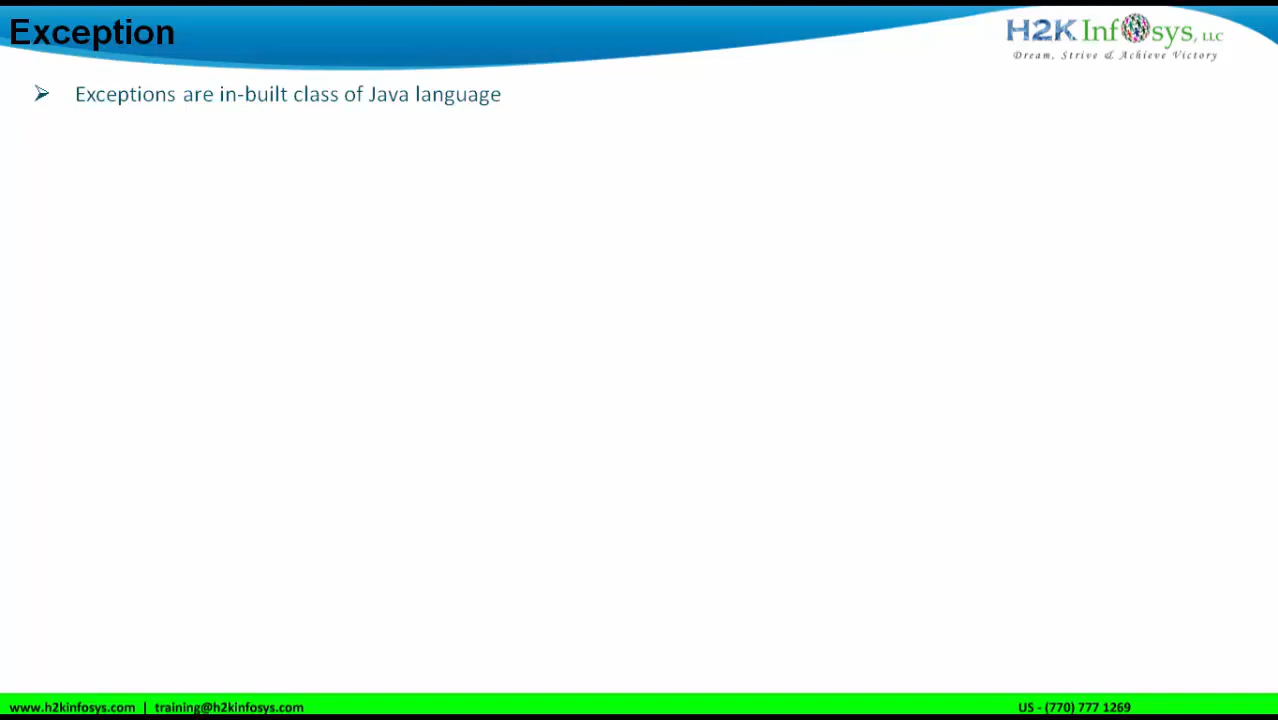 Exception
H2K Infosys, LLC
Dream, Strive & Achieve Victory
Exceptions are in-built class of Java language
www.h2kinfosys.com | training@h2kinfosys.com
US - (770) 777 1269